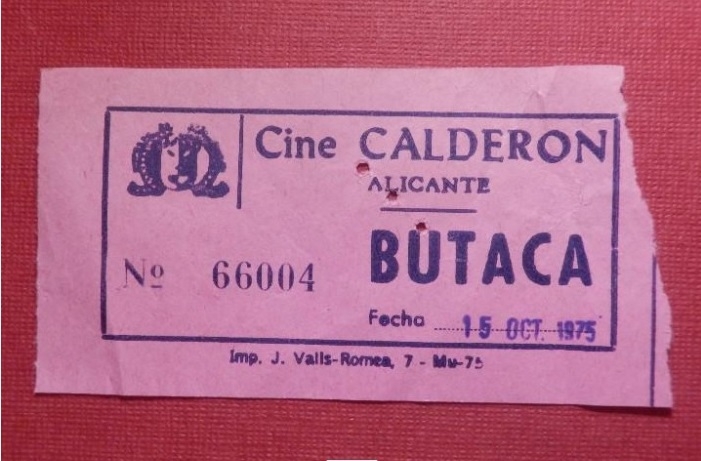 Cine CALDERON
ALICANTE
BUTACA
Nº 66004
Fecha 15 OCT. 1975
Imp. J. Valls-Romea, 7 - Mu-75